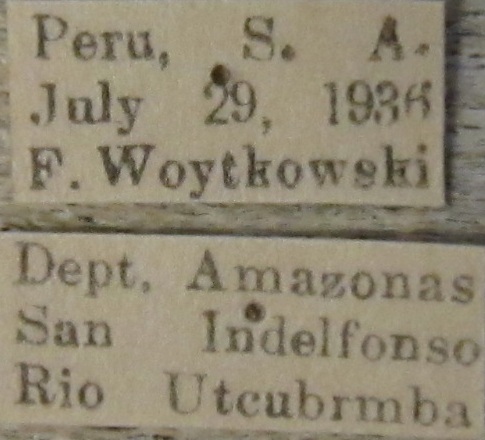 Peru, S. A.
July 29, 1936
F. Woytkowski
Dept. Amazonas
San Indelfonso
Rio Utcubrmba